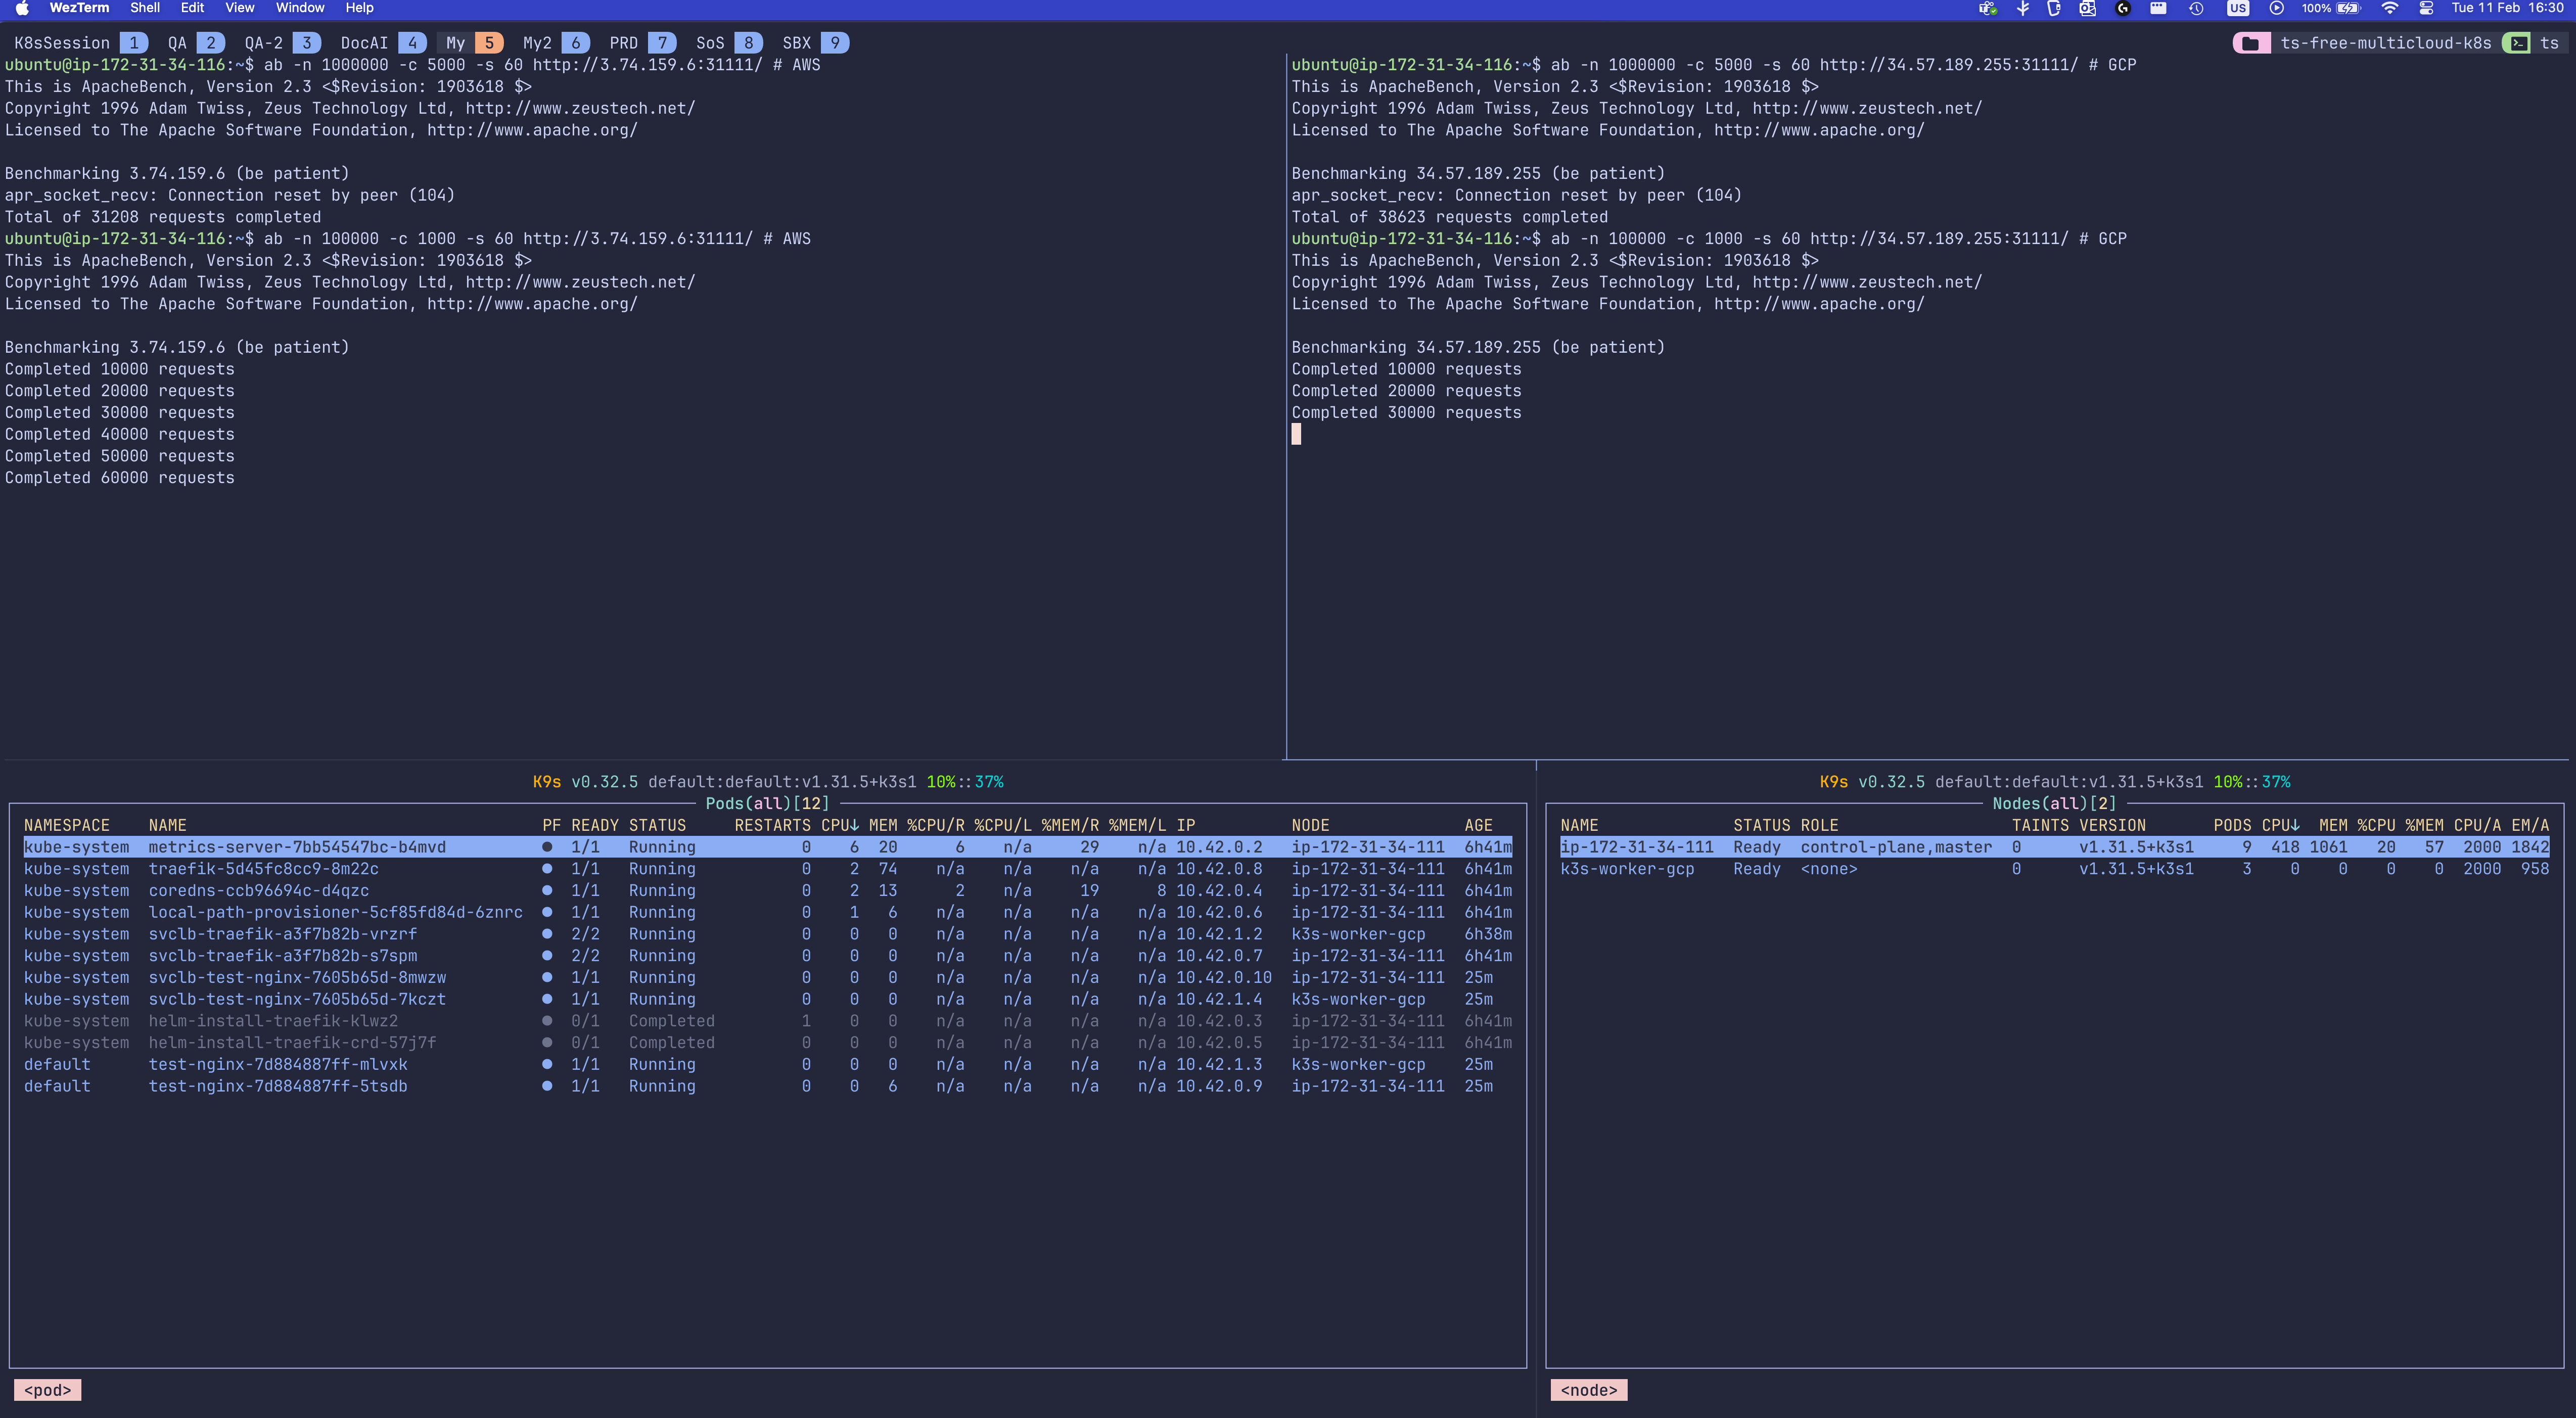 WezTerm Shell Edit View Window Help US 100% Tue 11 Feb 16:30
K8sSession 1 QA 2 QA-2 3 DocAI 4 My 5 My2 6 PRD 7 SoS 8 SBX 9 ts-free-multicloud-k8s ts
ubuntu@ip-172-31-34-116:~$ ab -n 1000000 -c 5000 -s 60 http://3.74.159.6:31111/ # AWS
This is ApacheBench, Version 2.3 <$Revision: 1903618 $>
Copyright 1996 Adam Twiss, Zeus Technology Ltd, http://www.zeustech.net/
Licensed to The Apache Software Foundation, http://www.apache.org/
Benchmarking 3.74.159.6 (be patient)
apr_socket_recv: Connection reset by peer (104)
Total of 31208 requests completed
ubuntu@ip-172-31-34-116:~$ ab -n 100000 -c 1000 -s 60 http://3.74.159.6:31111/ # AWS
This is ApacheBench, Version 2.3 <$Revision: 1903618 $>
Copyright 1996 Adam Twiss, Zeus Technology Ltd, http://www.zeustech.net/
Licensed to The Apache Software Foundation, http://www.apache.org/
Benchmarking 3.74.159.6 (be patient)
Completed 10000 requests
Completed 20000 requests
Completed 30000 requests
Completed 40000 requests
Completed 50000 requests
Completed 60000 requests
ubuntu@ip-172-31-34-116:~$ ab -n 1000000 -c 5000 -s 60 http://34.57.189.255:31111/ # GCP
This is ApacheBench, Version 2.3 <$Revision: 1903618 $>
Copyright 1996 Adam Twiss, Zeus Technology Ltd, http://www.zeustech.net/
Licensed to The Apache Software Foundation, http://www.apache.org/
Benchmarking 34.57.189.255 (be patient)
apr_socket_recv: Connection reset by peer (104)
Total of 38623 requests completed
ubuntu@ip-172-31-34-116:~$ ab -n 100000 -c 1000 -s 60 http://34.57.189.255:31111/ # GCP
This is ApacheBench, Version 2.3 <$Revision: 1903618 $>
Copyright 1996 Adam Twiss, Zeus Technology Ltd, http://www.zeustech.net/
Licensed to The Apache Software Foundation, http://www.apache.org/
Benchmarking 34.57.189.255 (be patient)
Completed 10000 requests
Completed 20000 requests
Completed 30000 requests
K9s v0.32.5 default:default:v1.31.5+k3s1 10%::37%
Pods(all)[12]
NAMESPACE NAME PF READY STATUS RESTARTS CPU↓ MEM %CPU/R %CPU/L %MEM/R %MEM/L IP NODE AGE
kube-system metrics-server-7bb54547bc-b4mvd ● 1/1 Running 0 6 20 6 n/a 29 n/a 10.42.0.2 ip-172-31-34-111 6h41m
kube-system traefik-5d45fc8cc9-8m22c ● 1/1 Running 0 2 74 n/a n/a n/a n/a 10.42.0.8 ip-172-31-34-111 6h41m
kube-system coredns-ccb96694c-d4qzc ● 1/1 Running 0 2 13 2 n/a 19 8 10.42.0.4 ip-172-31-34-111 6h41m
kube-system local-path-provisioner-5cf85fd84d-6znrc ● 1/1 Running 0 1 6 n/a n/a n/a n/a 10.42.0.6 ip-172-31-34-111 6h41m
kube-system svclb-traefik-a3f7b82b-vrzrf ● 2/2 Running 0 0 0 n/a n/a n/a n/a 10.42.1.2 k3s-worker-gcp 6h38m
kube-system svclb-traefik-a3f7b82b-s7spm ● 2/2 Running 0 0 0 n/a n/a n/a n/a 10.42.0.7 ip-172-31-34-111 6h41m
kube-system svclb-test-nginx-7605b65d-8mwzw ● 1/1 Running 0 0 0 n/a n/a n/a n/a 10.42.0.10 ip-172-31-34-111 25m
kube-system svclb-test-nginx-7605b65d-7kczt ● 1/1 Running 0 0 0 n/a n/a n/a n/a 10.42.1.4 k3s-worker-gcp 25m
kube-system helm-install-traefik-klwz2 ● 0/1 Completed 1 0 0 n/a n/a n/a n/a 10.42.0.3 ip-172-31-34-111 6h41m
kube-system helm-install-traefik-crd-57j7f ● 0/1 Completed 0 0 0 n/a n/a n/a n/a 10.42.0.5 ip-172-31-34-111 6h41m
default test-nginx-7d884887ff-mlvxk ● 1/1 Running 0 0 0 n/a n/a n/a n/a 10.42.1.3 k3s-worker-gcp 25m
default test-nginx-7d884887ff-5tsdb ● 1/1 Running 0 0 6 n/a n/a n/a n/a 10.42.0.9 ip-172-31-34-111 25m
<pod>
K9s v0.32.5 default:default:v1.31.5+k3s1 10%::37%
Nodes(all)[2]
NAME STATUS ROLE TAINTS VERSION PODS CPU↓ MEM %CPU %MEM CPU/A EM/A
ip-172-31-34-111 Ready control-plane,master 0 v1.31.5+k3s1 9 418 1061 20 57 2000 1842
k3s-worker-gcp Ready <none> 0 v1.31.5+k3s1 3 0 0 0 0 2000 958
<node>